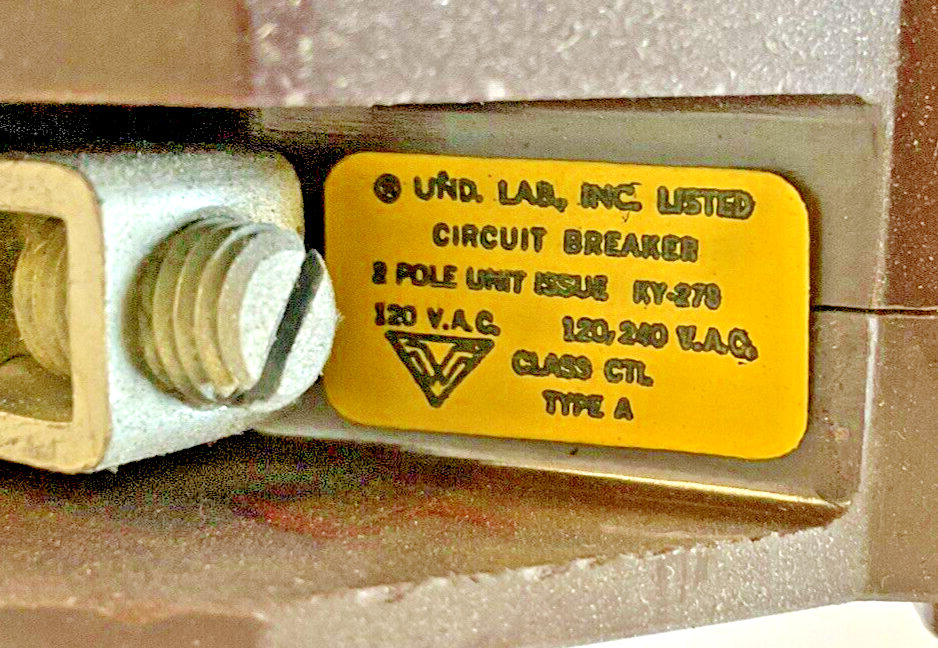 UND. LAB., INC. LISTED
CIRCUIT BREAKER
2 POLE UNIT ISSUE KY-278
120 V.A.C. 120, 240 V.A.C.
CLASS CTL
TYPE A